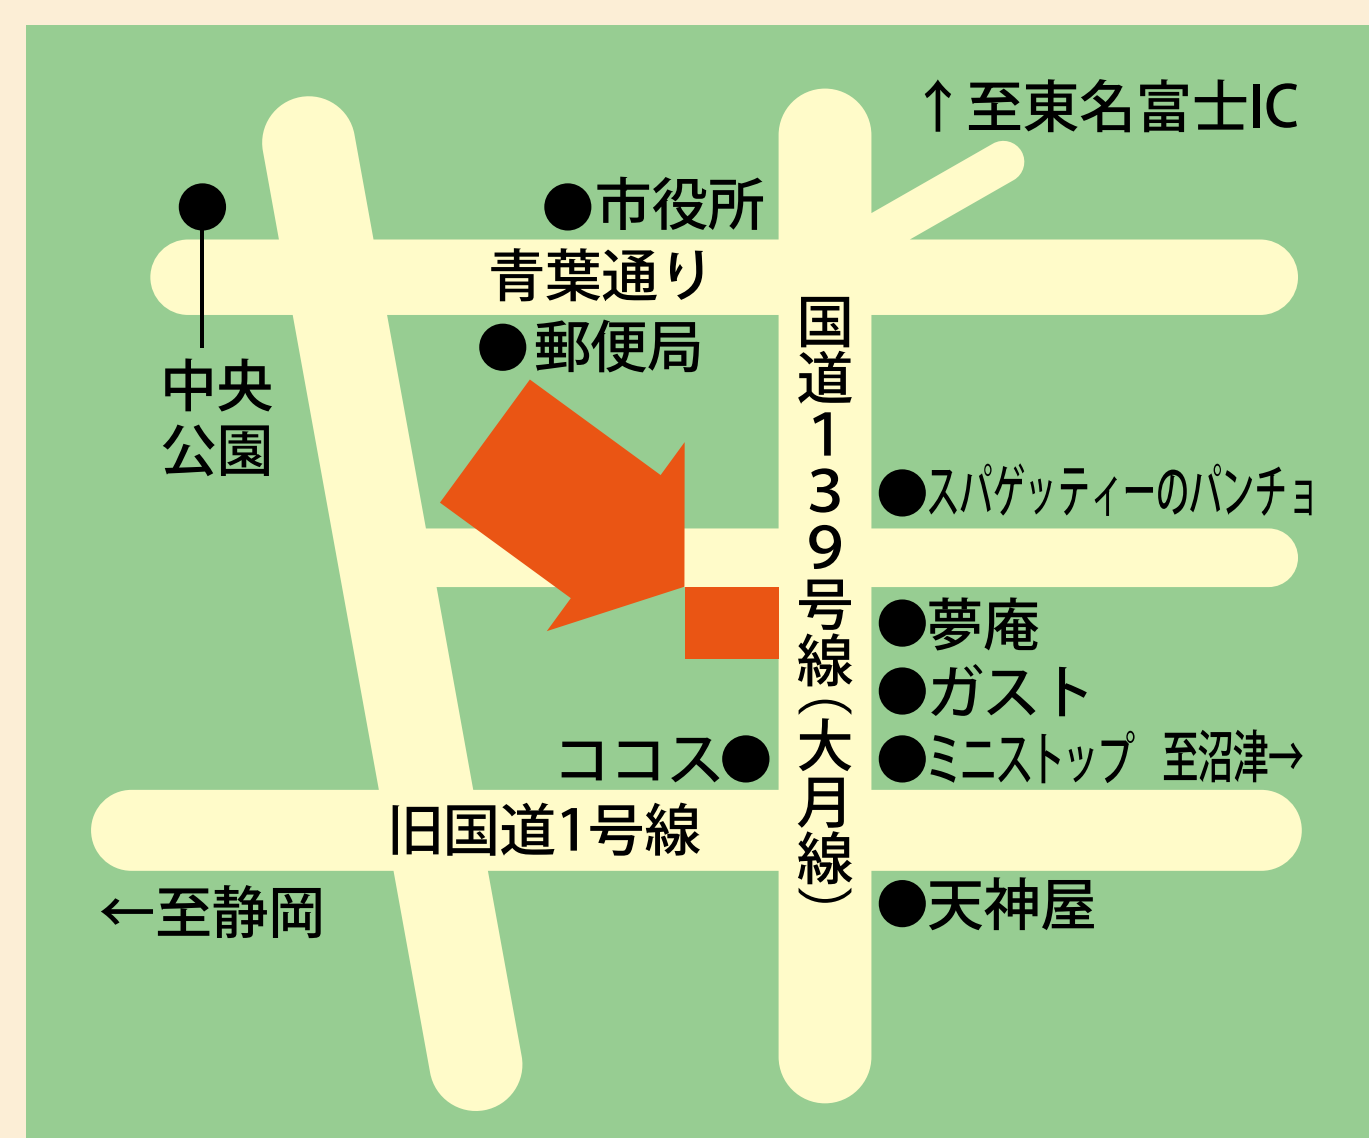 ↑至東名富士IC
●市役所
青葉通り
●郵便局
中央
公園
国道139号線(大月線)
●スパゲッティーのパンチョ
●夢庵
●ガスト
ココス●
●ミニストップ 至沼津→
旧国道1号線
←至静岡
●天神屋